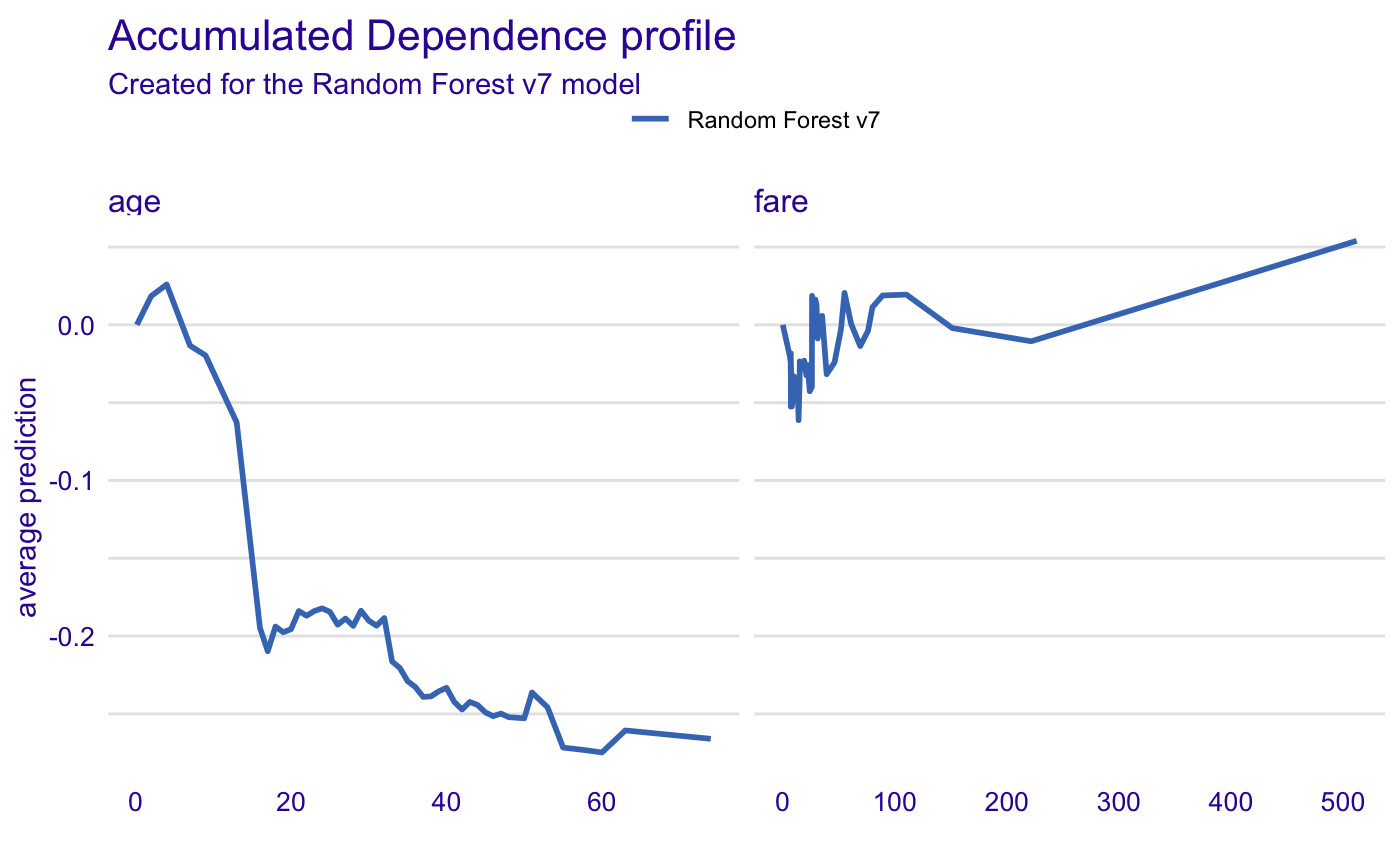 Accumulated Dependence profile
Created for the Random Forest v7 model
Random Forest v7
age
fare
average prediction
0.0
-0.1
-0.2
0 20 40 60
0 100 200 300 400 500